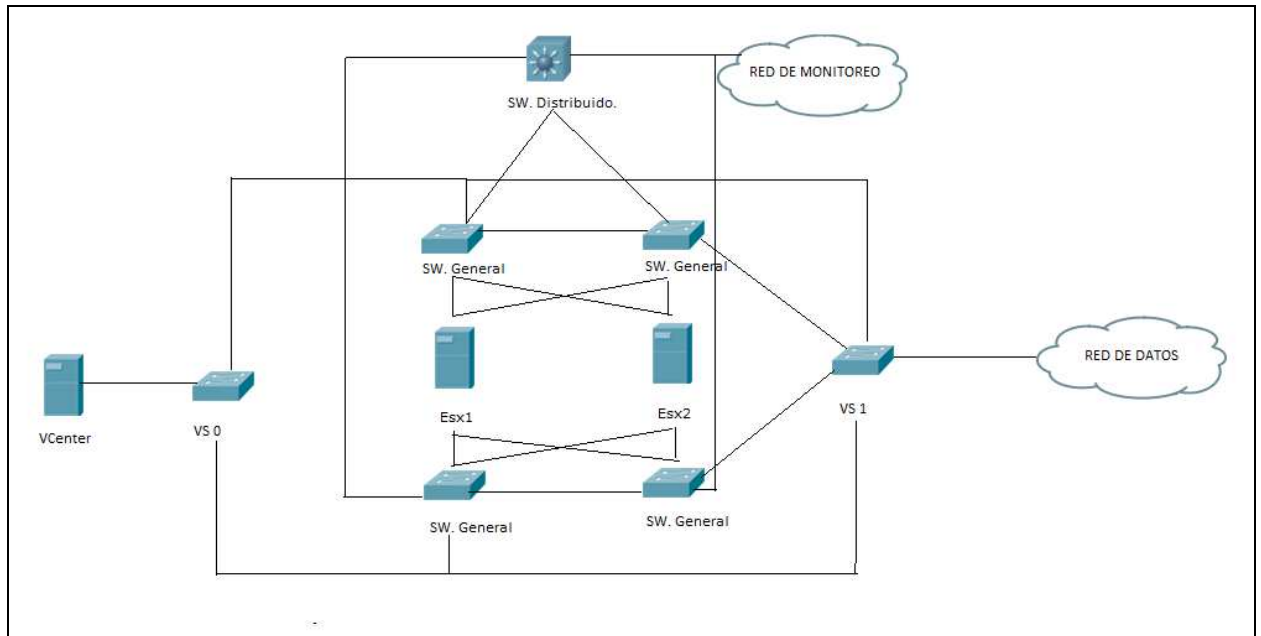 RED DE MONITOREO
SW. Distribuido.
SW. General
SW. General
RED DE DATOS
Esx1
Esx2
VS 1
VCenter
VS 0
SW. General
SW. General
-